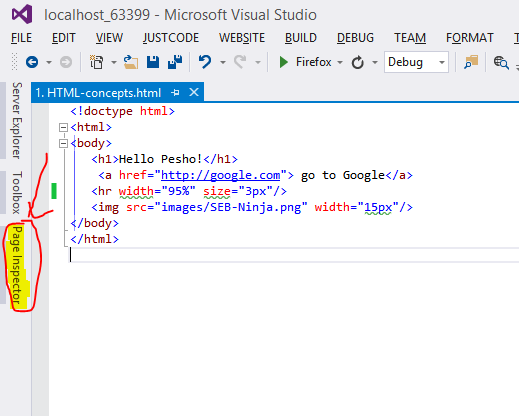 localhost_63399 - Microsoft Visual Studio
FILE EDIT VIEW JUSTCODE WEBSITE BUILD DEBUG TEAM FORMAT
Firefox Debug
Server Explorer
Toolbox
Page Inspector
1. HTML-concepts.html
<!doctype html>
<html>
<body>
<h1>Hello Pesho!</h1>
<a href="http://google.com"> go to Google</a>
<hr width="95%" size="3px"/>
<img src="images/SEB-Ninja.png" width="15px"/>
</body>
</html>